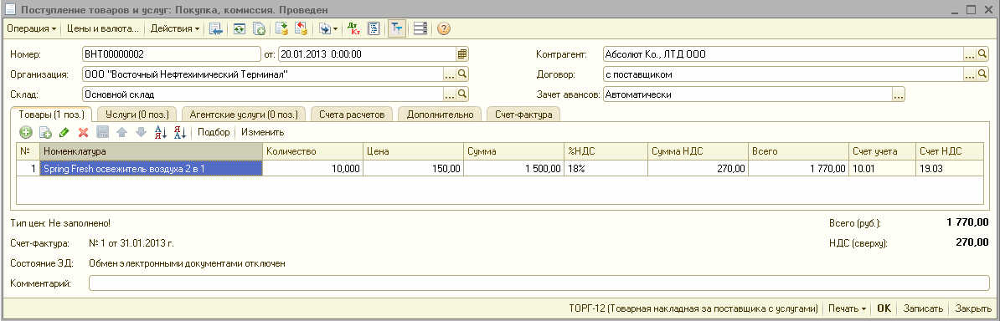 Поступление товаров и услуг: Покупка, комиссия. Проведен
Операция Цены и валюта... Действия Дт Кт
Номер: ВНТ00000002 от: 20.01.2013 0:00:00 Контрагент: Абсолют Ко., ЛТД ООО
Организация: ООО "Восточный Нефтехимический Терминал" Договор: с поставщиком
Склад: Основной склад Зачет авансов: Автоматически
Товары (1 поз.) Услуги (0 поз.) Агентские услуги (0 поз.) Счета расчетов Дополнительно Счет-фактура
Подбор Изменить
№ Номенклатура Количество Цена Сумма %НДС Сумма НДС Всего Счет учета Счет НДС
1 Spring Fresh освежитель воздуха 2 в 1 10,000 150,00 1 500,00 18% 270,00 1 770,00 10.01 19.03
Тип цен: Не заполнено! Всего (руб.): 1 770,00
Счет-фактура: № 1 от 31.01.2013 г. НДС (сверху): 270,00
Состояние ЭД: Обмен электронными документами отключен
Комментарий:
ТОРГ-12 (Товарная накладная за поставщика с услугами) Печать OK Записать Закрыть